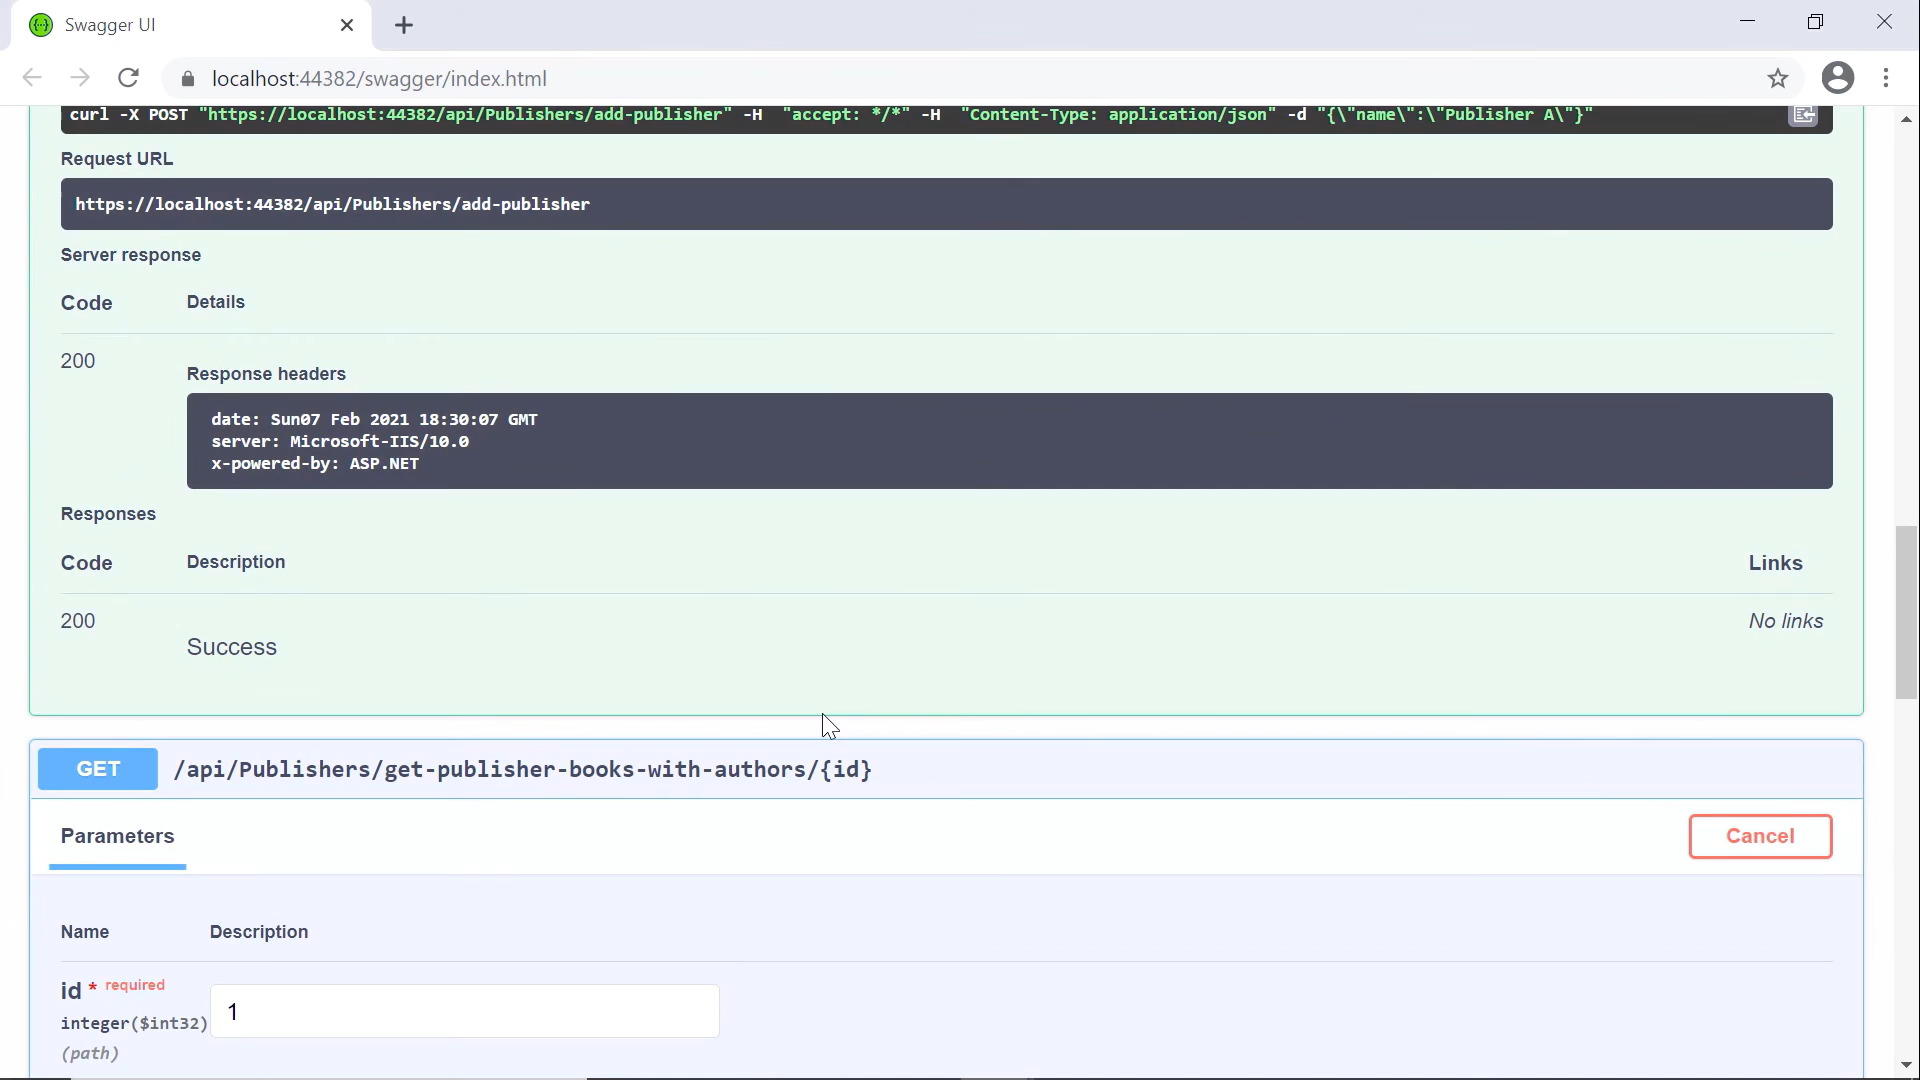 Swagger UI
localhost:44382/swagger/index.html
curl -X POST "https://localhost:44382/api/Publishers/add-publisher" -H  "accept: */*" -H  "Content-Type: application/json" -d "{\"name\":\"Publisher A\"}"
Request URL
https://localhost:44382/api/Publishers/add-publisher
Server response
Code Details
200
Response headers
date: Sun07 Feb 2021 18:30:07 GMT
server: Microsoft-IIS/10.0
x-powered-by: ASP.NET
Responses
Code Description Links
200 No links
Success
GET /api/Publishers/get-publisher-books-with-authors/{id}
Parameters Cancel
Name Description
id * required
1
integer($int32)
(path)